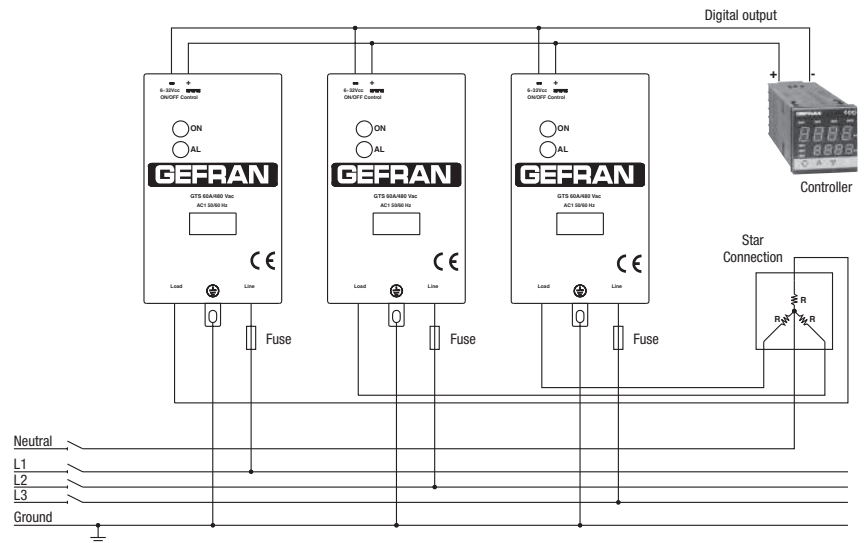 Digital output
6-32Vcc
ON/OFF Control
ON
AL
GEFRAN
GTS 60A/480 Vac
AC1 50/60 Hz
CE
Load
Line
Fuse
6-32Vcc
ON/OFF Control
ON
AL
GEFRAN
GTS 60A/480 Vac
AC1 50/60 Hz
CE
Load
Line
Fuse
6-32Vcc
ON/OFF Control
ON
AL
GEFRAN
GTS 60A/480 Vac
AC1 50/60 Hz
CE
Load
Line
Fuse
+ -
GEFRAN
Controller
Star
Connection
R
R R
Neutral
L1
L2
L3
Ground